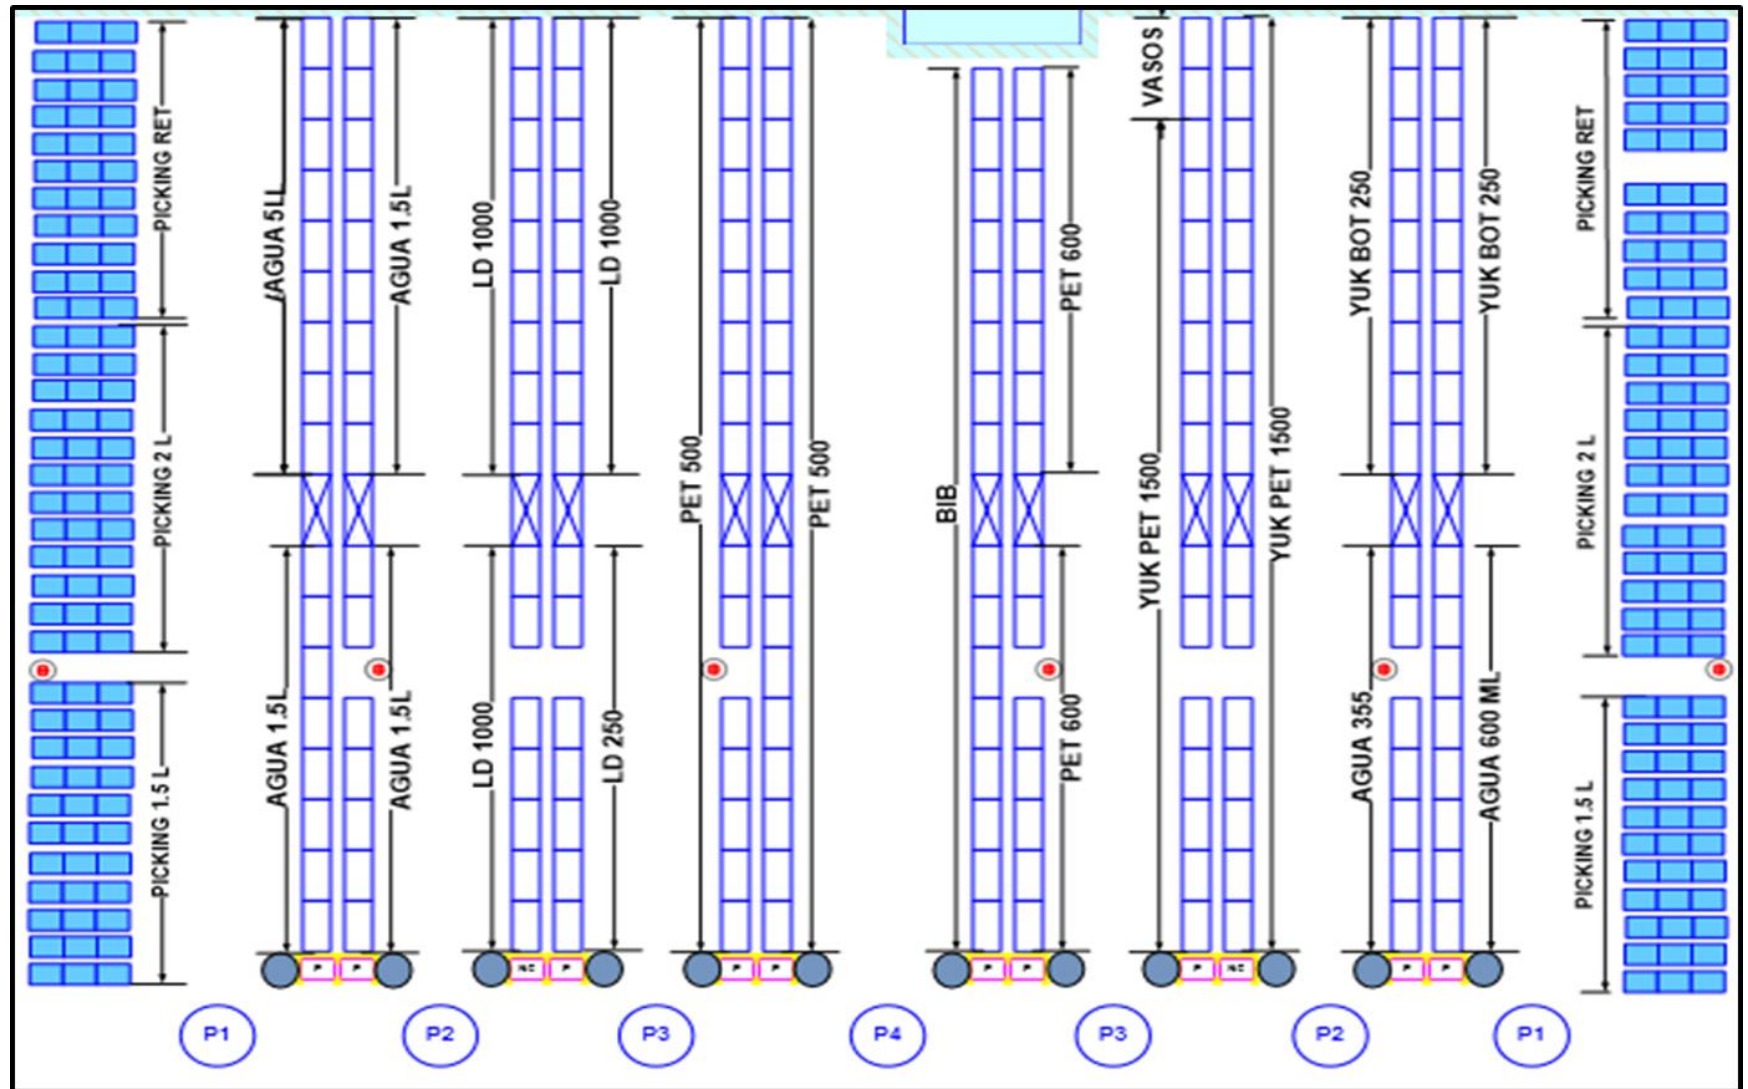 PICKING RET
PICKING 2 L
PICKING 1.5 L
/AGUA 5LL
AGUA 1.5L
AGUA 1.5L
AGUA 1.5L
LD 1000
LD 1000
LD 1000
LD 250
PET 500
PET 500
BIB
PET 600
PET 600
VASOS
YUK PET 1500
YUK PET 1500
YUK BOT 250
YUK BOT 250
AGUA 355
AGUA 600 ML
PICKING RET
PICKING 2 L
PICKING 1.5 L
P1
P2
P3
P4
P3
P2
P1